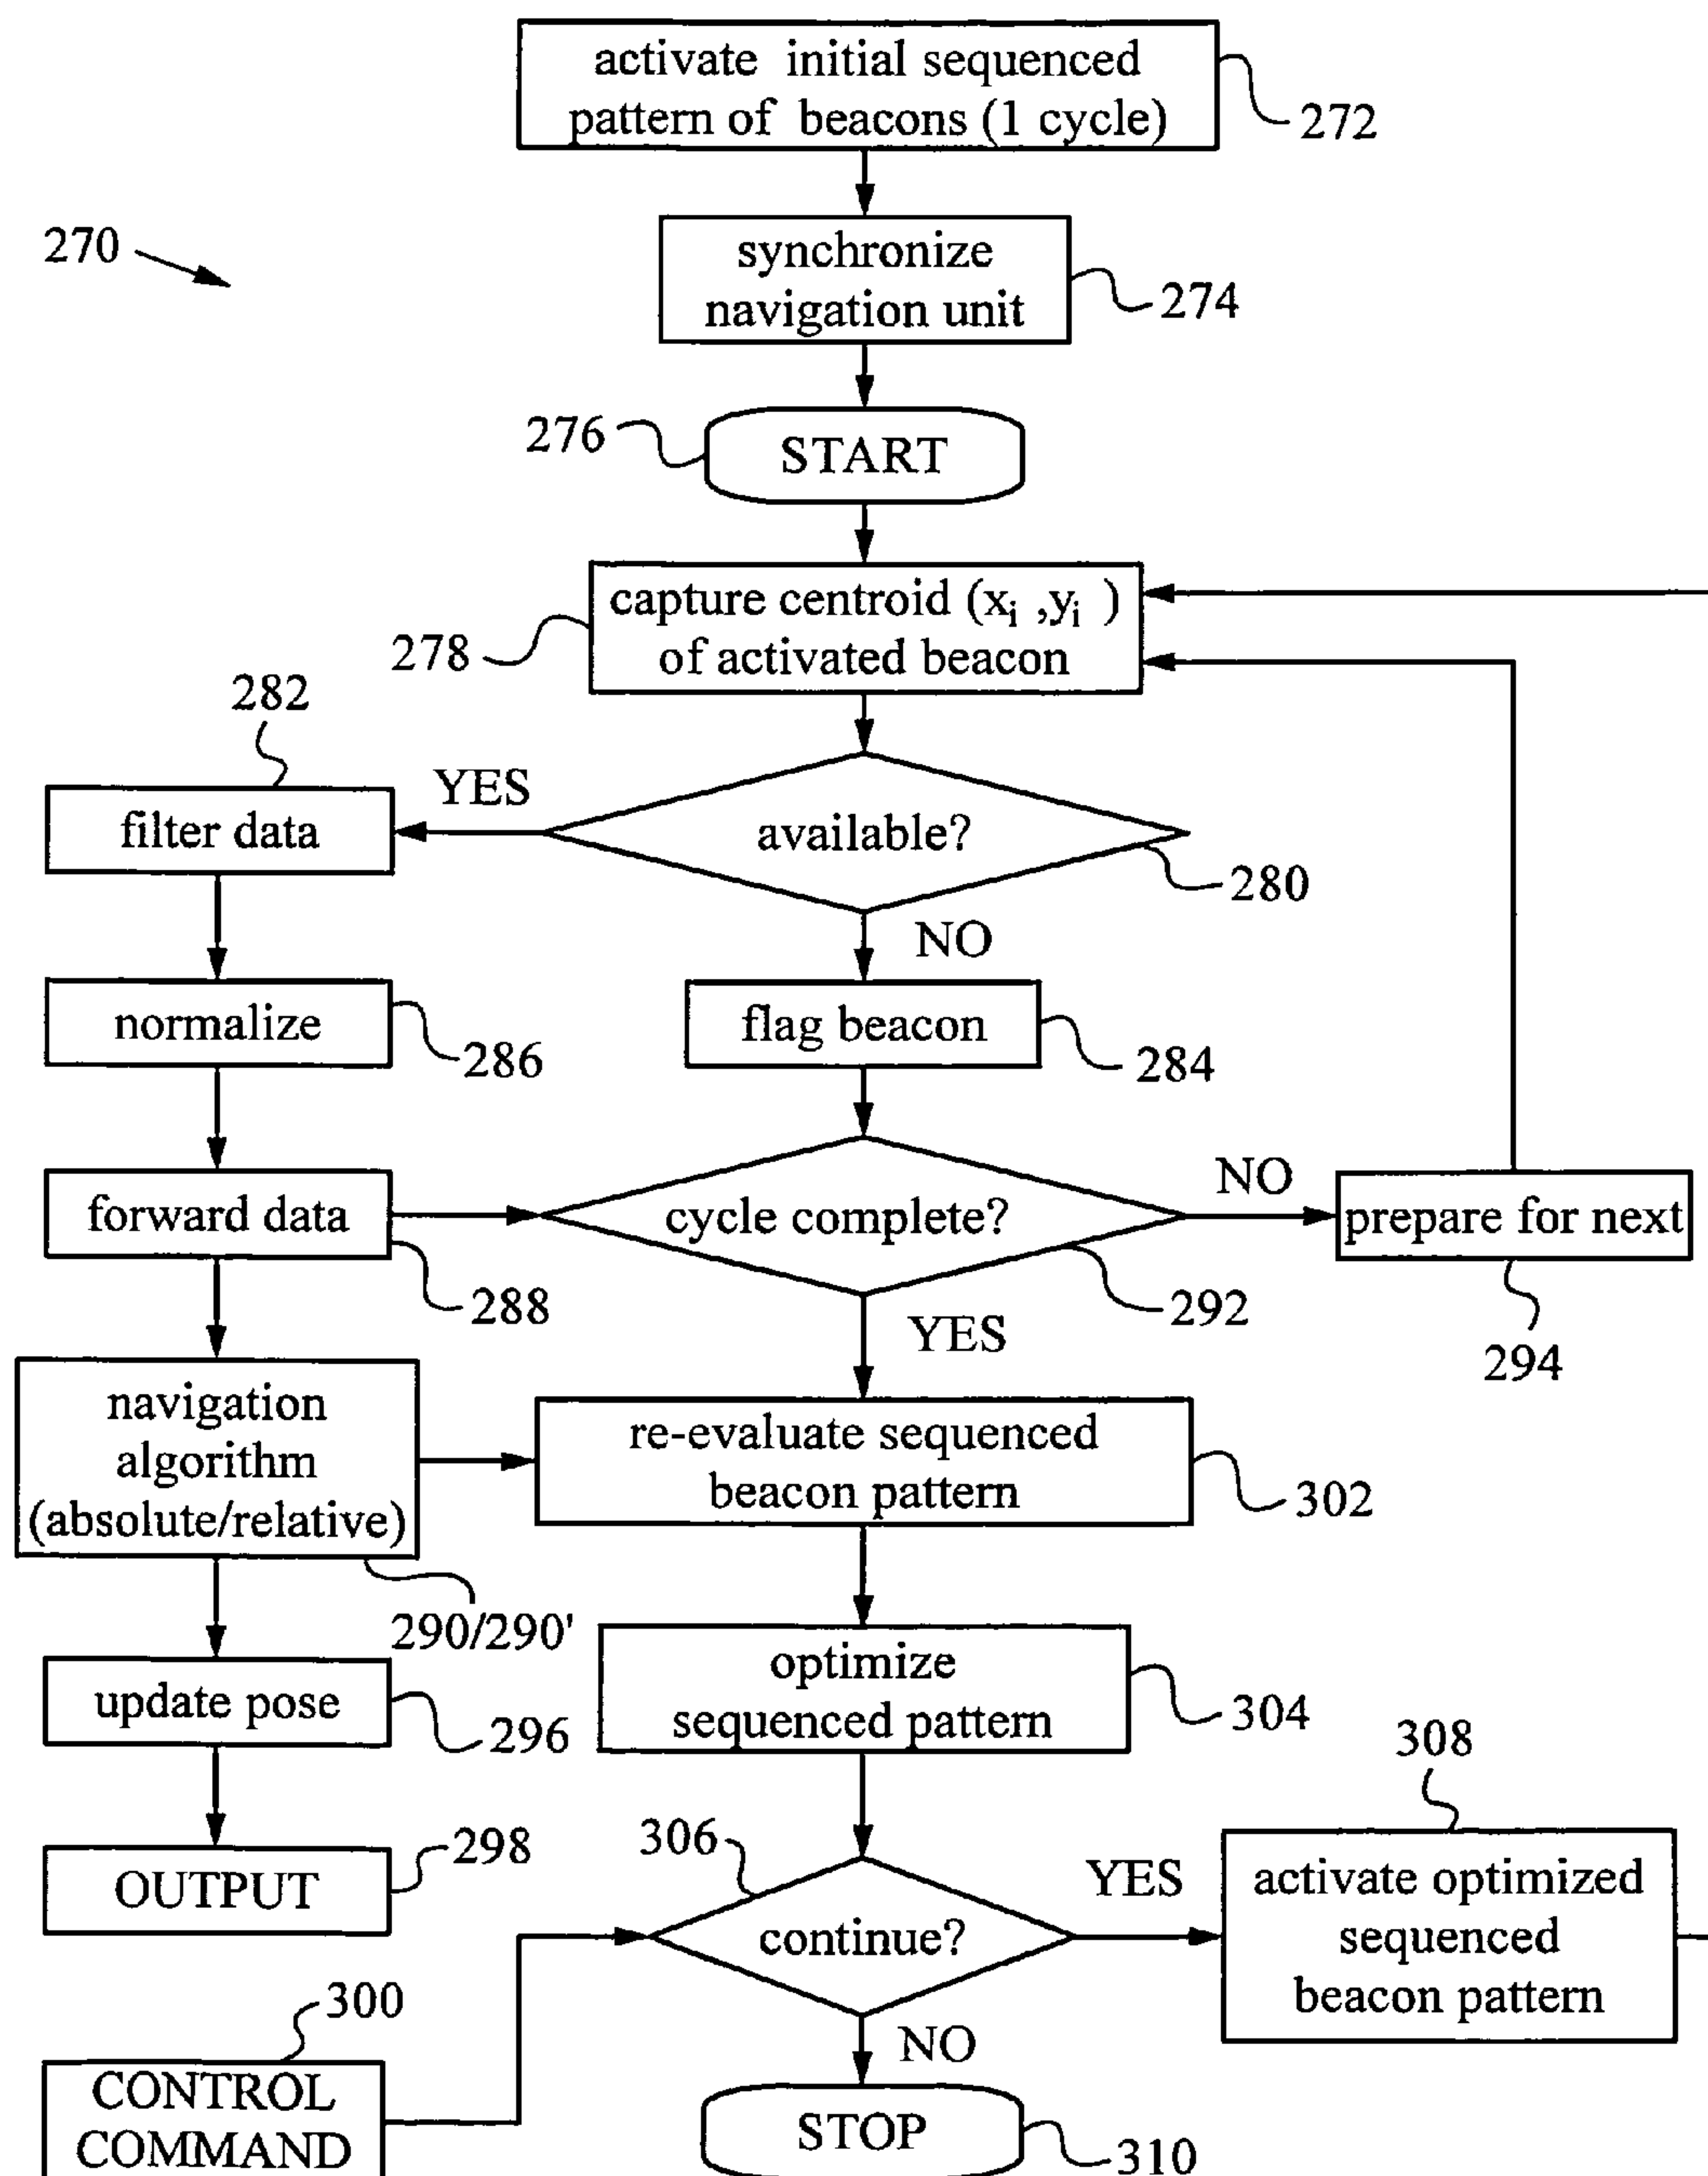 activate initial sequenced
pattern of beacons (1 cycle)
272
270
synchronize
navigation unit
274
276
START
capture centroid (xi ,yi )
of activated beacon
278
282
YES
filter data
available?
280
NO
normalize
286
flag beacon
284
forward data
288
cycle complete?
NO
prepare for next
292
294
YES
navigation
algorithm
(absolute/relative)
290/290'
re-evaluate sequenced
beacon pattern
302
update pose
296
optimize
sequenced pattern
304
308
OUTPUT
298
306
continue?
YES
activate optimized
sequenced
beacon pattern
300
NO
CONTROL
COMMAND
STOP
310